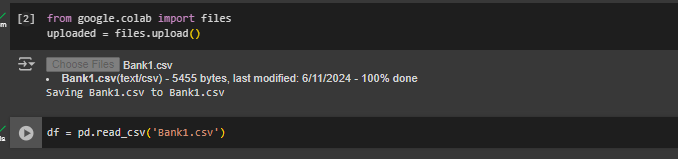 [2] from google.colab import files
uploaded = files.upload()
Choose Files Bank1.csv
• Bank1.csv(text/csv) - 5455 bytes, last modified: 6/11/2024 - 100% done
Saving Bank1.csv to Bank1.csv
df = pd.read_csv('Bank1.csv')